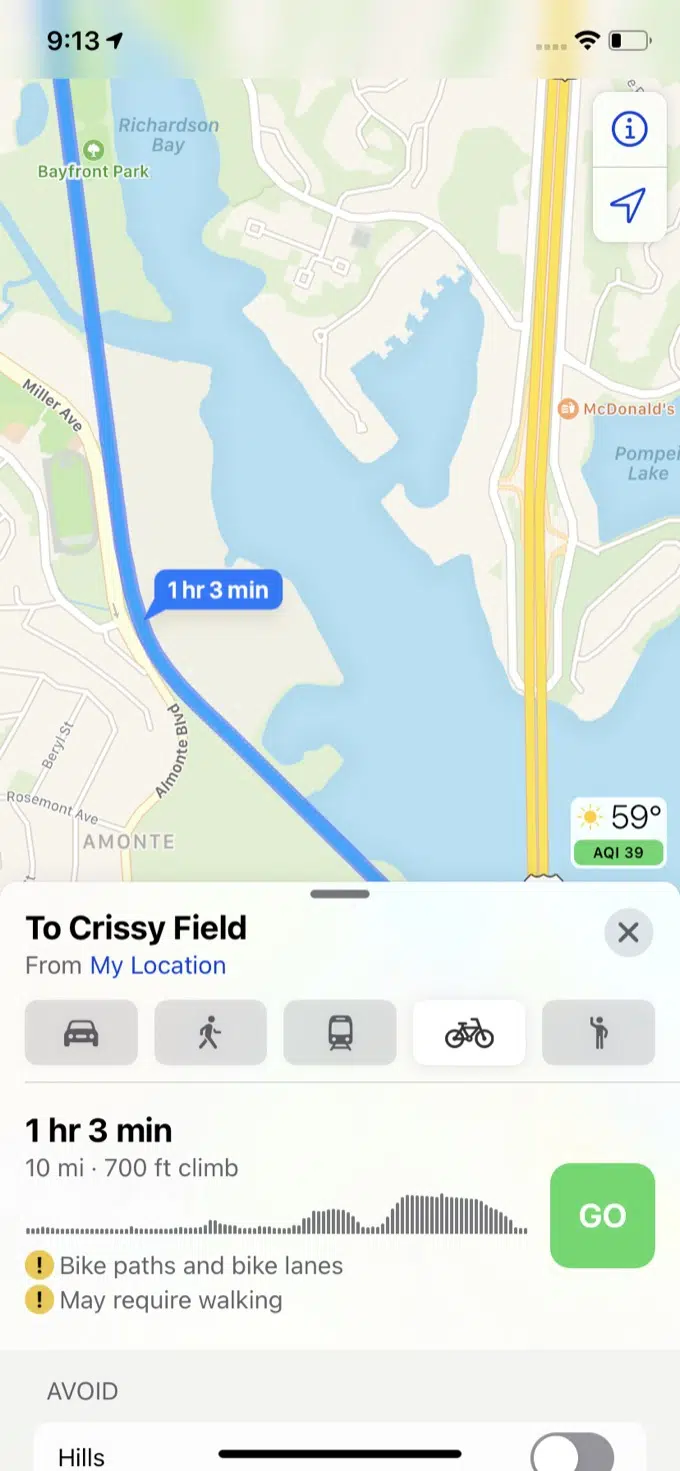 9:13
Richardson
Bay
Bayfront Park
Miller Ave
McDonald's
Pompei
Lake
1 hr 3 min
Almonte Blvd
Beryl St
Rosemont Ave
AMONTE
59°
AQI 39
To Crissy Field
From My Location
1 hr 3 min
10 mi · 700 ft climb
GO
! Bike paths and bike lanes
! May require walking
AVOID
Hills